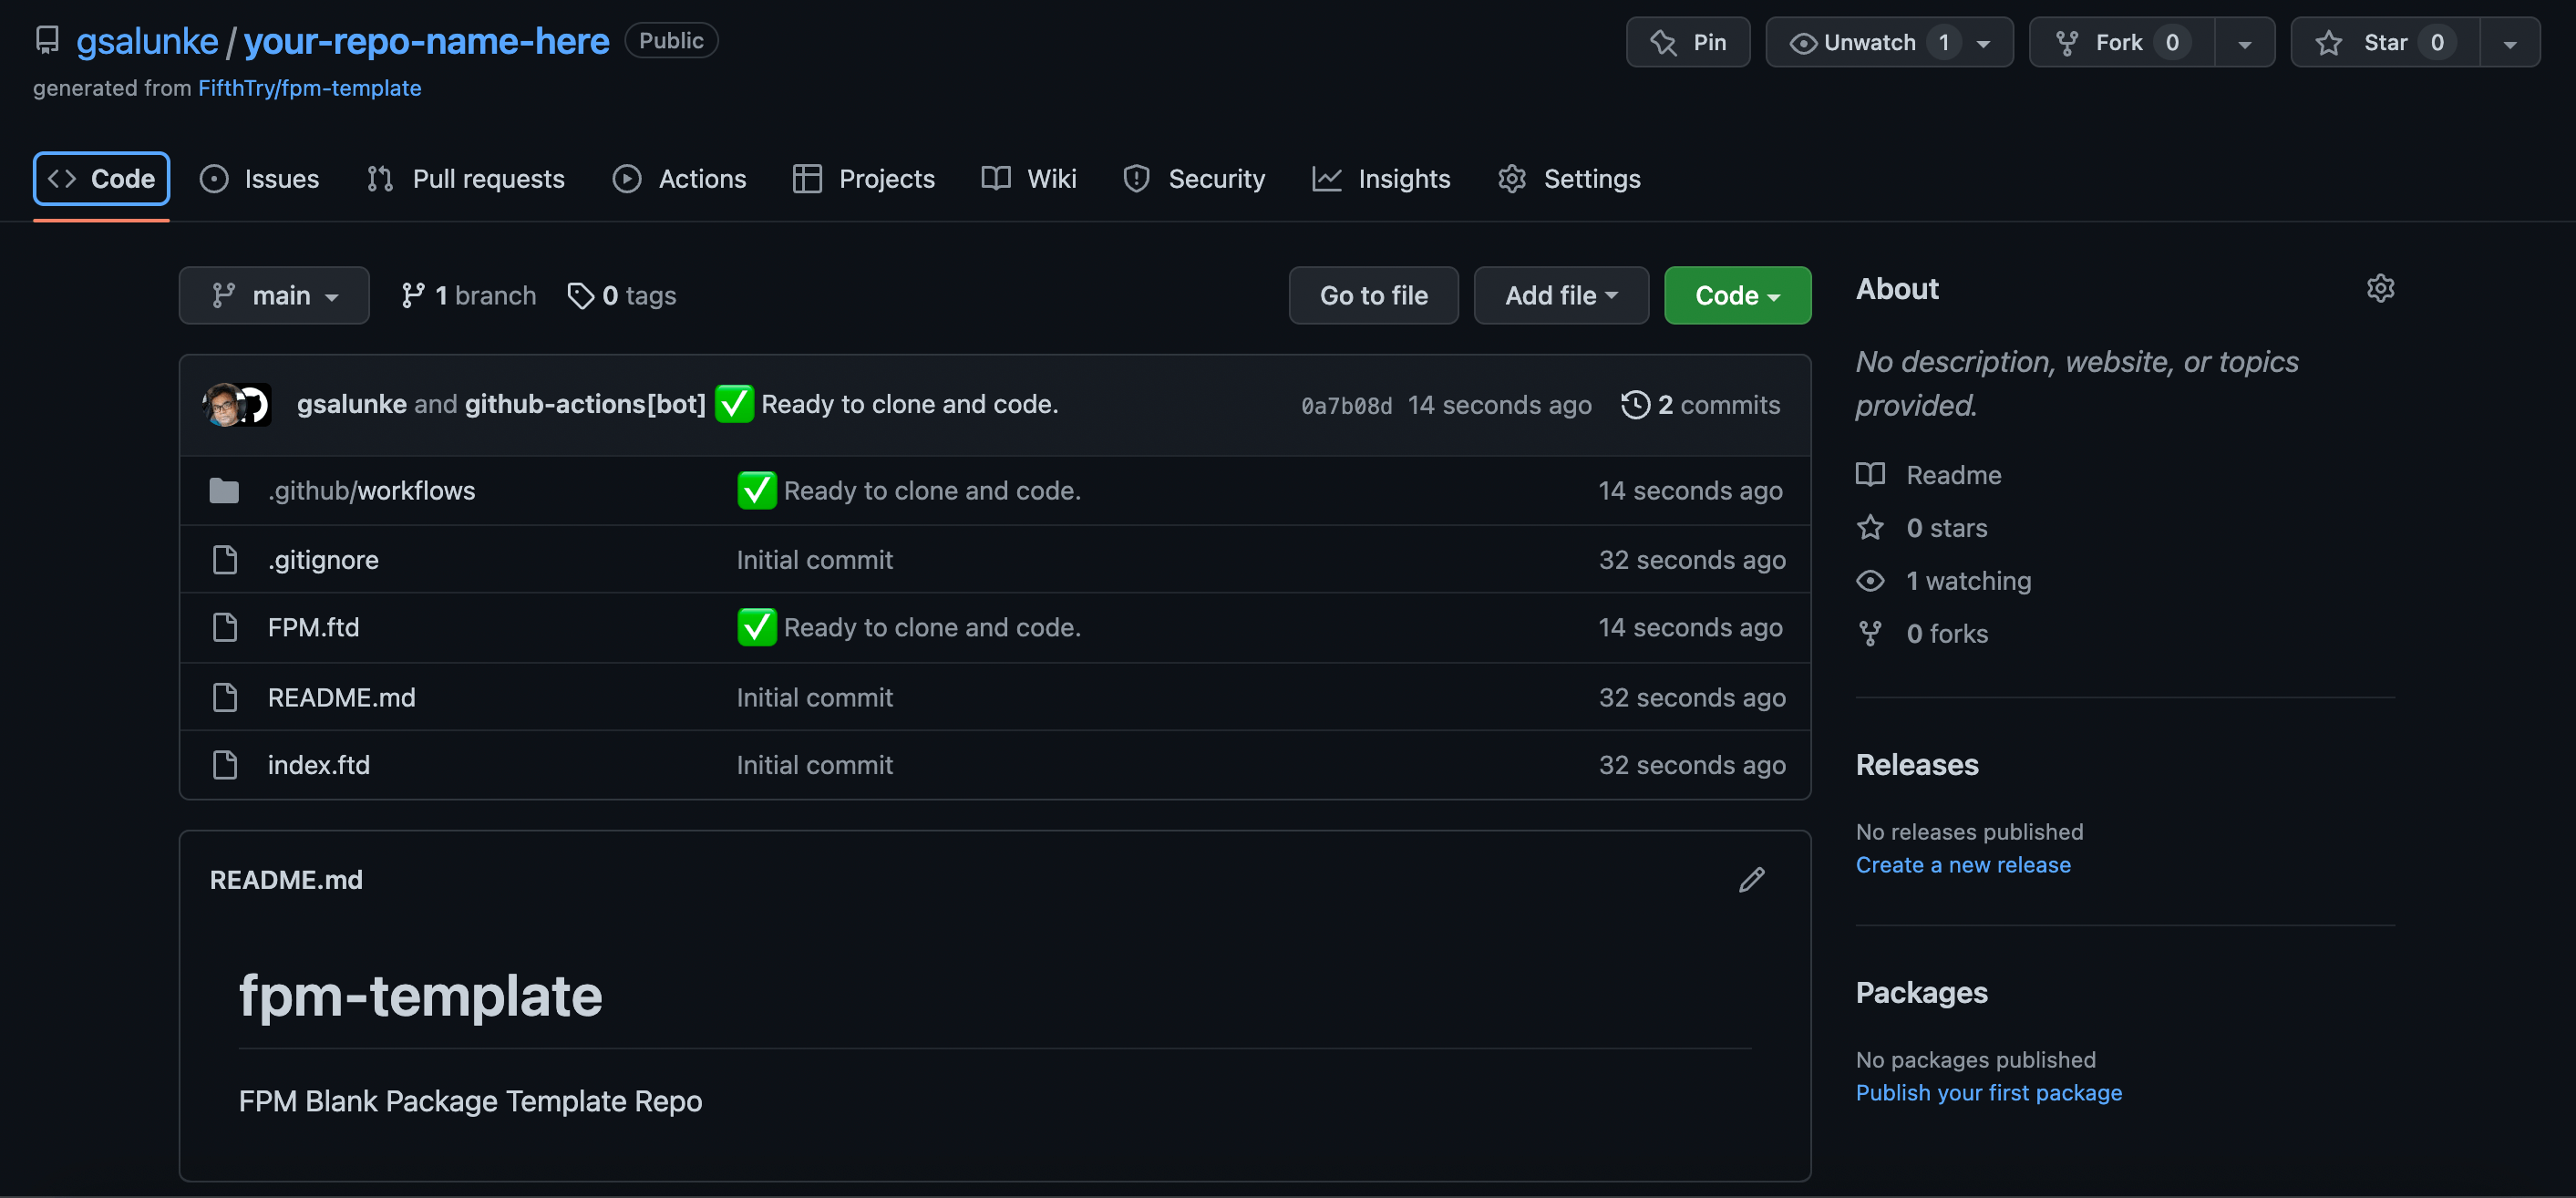 gsalunke / your-repo-name-here Public
Pin Unwatch 1 Fork 0 Star 0
generated from FifthTry/fpm-template
Code Issues Pull requests Actions Projects Wiki Security Insights Settings
main 1 branch 0 tags Go to file Add file Code
gsalunke and github-actions[bot] ✅ Ready to clone and code. 0a7b08d 14 seconds ago 2 commits
.github/workflows ✅ Ready to clone and code. 14 seconds ago
.gitignore Initial commit 32 seconds ago
FPM.ftd ✅ Ready to clone and code. 14 seconds ago
README.md Initial commit 32 seconds ago
index.ftd Initial commit 32 seconds ago
README.md
fpm-template
FPM Blank Package Template Repo
About
No description, website, or topics
provided.
Readme
0 stars
1 watching
0 forks
Releases
No releases published
Create a new release
Packages
No packages published
Publish your first package